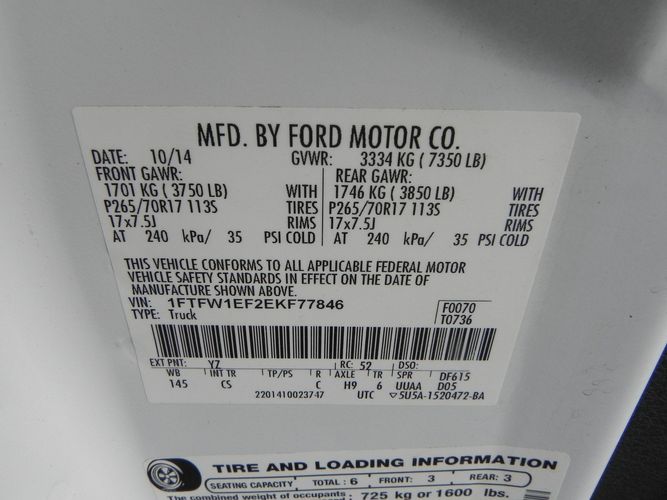 MFD. BY FORD MOTOR CO.
DATE: 10/14 GVWR: 3334 KG ( 7350 LB)
FRONT GAWR: REAR GAWR:
1701 KG ( 3750 LB) WITH 1746 KG ( 3850 LB) WITH
P265/70R17 113S TIRES P265/70R17 113S TIRES
17x7.5J RIMS 17x7.5J RIMS
AT 240 kPa/ 35 PSI COLD AT 240 kPa/ 35 PSI COLD
THIS VEHICLE CONFORMS TO ALL APPLICABLE FEDERAL MOTOR
VEHICLE SAFETY STANDARDS IN EFFECT ON THE DATE OF
MANUFACTURE SHOWN ABOVE.
VIN: 1FTFW1EF2EKF77846 F0070
TYPE: Truck T0736
EXT PNT: YZ RC: 52 DSO:
WB INT TR TP/PS R AXLE TR SPR DF615
145 CS C H9 6 UUAA D05
2201410023747 UTC ▽5U5A-1520472-BA
TIRE AND LOADING INFORMATION
SEATING CAPACITY TOTAL: 6 FRONT: 3 REAR: 3
The combined weight of occupants 725 kg or 1600 lbs.